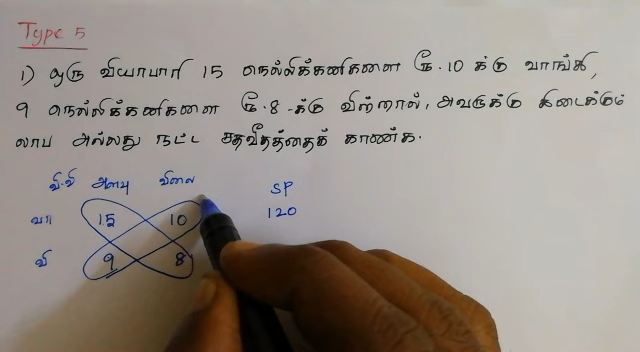 Type 5
1) ஒரு வியாபாரி 15 நெல்லிக்கனிகளை ரூ.10 க்கு வாங்கி,
9 நெல்லிக்கனிகளை ரூ.8-க்கு விற்றால், அவருக்கு கிடைக்கும்
லாப அல்லது நட்ட சதவீதத்தைக் காண்க.
வி.வி அளவு விலை SP
வா 15 10 120
வி 9 8